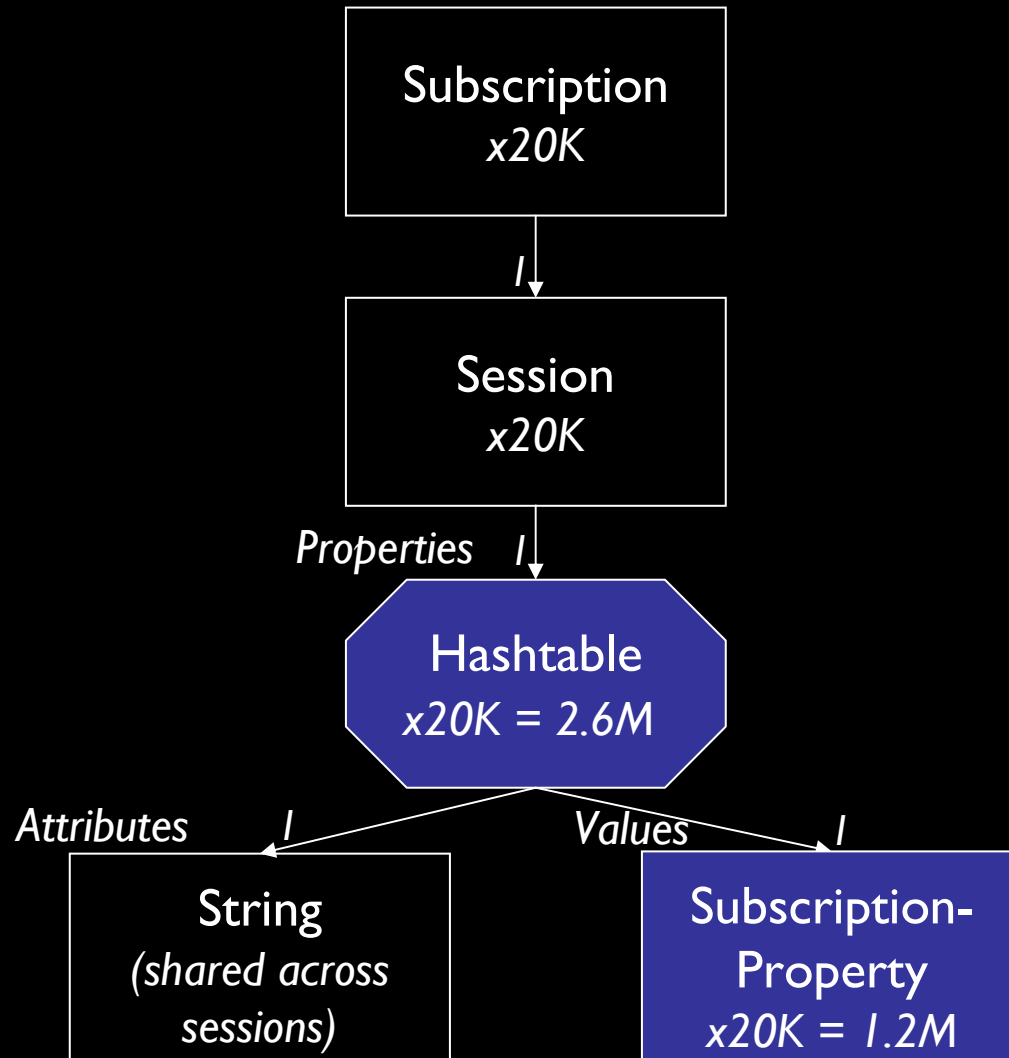 Subscription
x20K
1
Session
x20K
Properties 1
Hashtable
x20K = 2.6M
Attributes 1
Values 1
String
(shared across
sessions)
Subscription-
Property
x20K = 1.2M